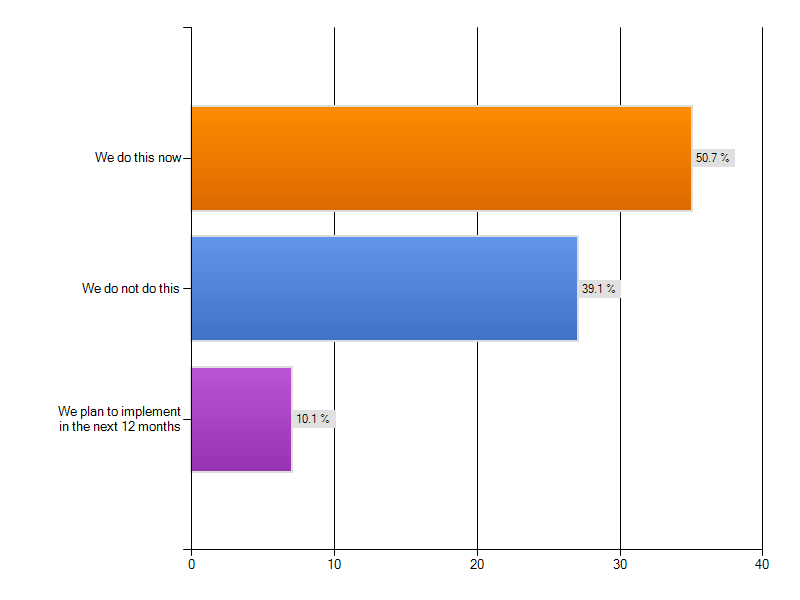 We do this now
50.7 %
We do not do this
39.1 %
We plan to implement
in the next 12 months
10.1 %
0
10
20
30
40